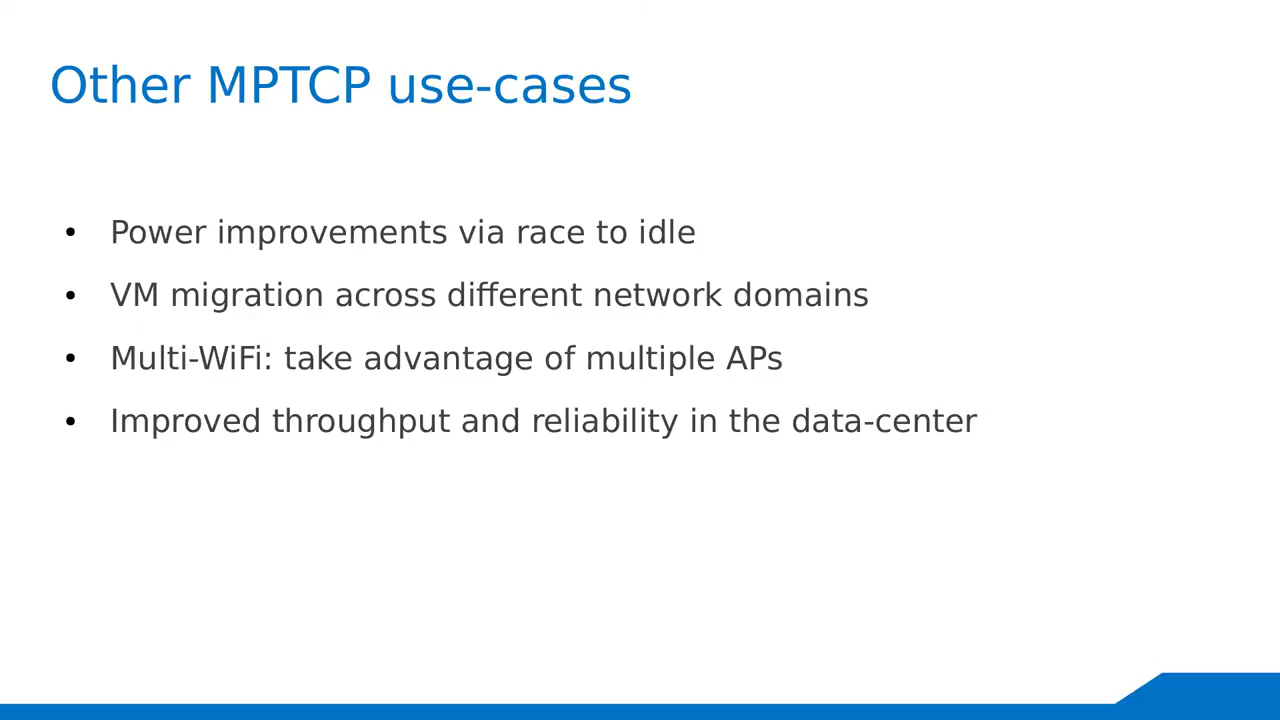 Other MPTCP use-cases
• Power improvements via race to idle
• VM migration across different network domains
• Multi-WiFi: take advantage of multiple APs
• Improved throughput and reliability in the data-center